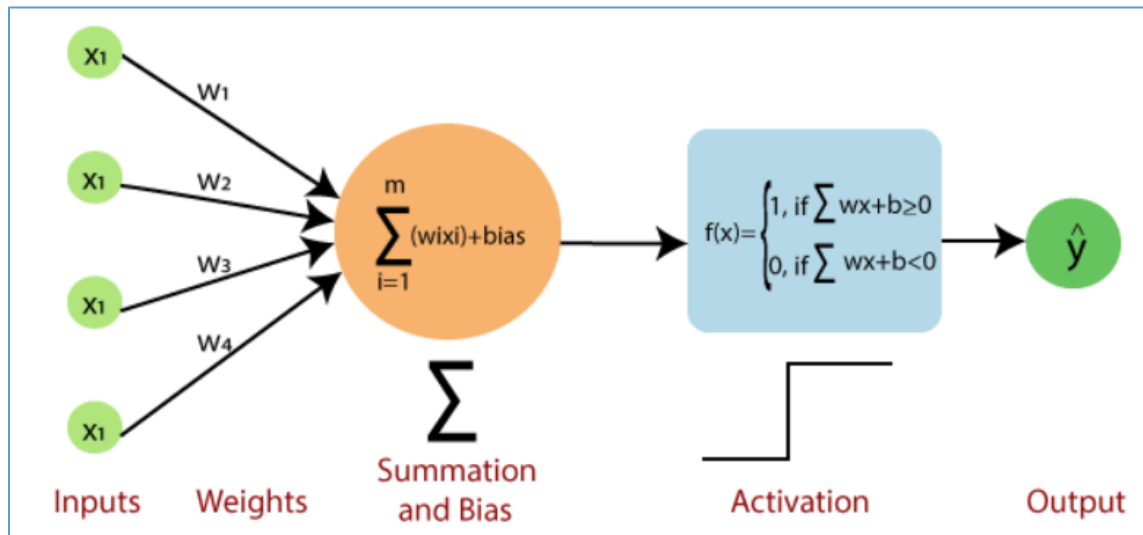 x1
w1
x1
w2
x1
w3
x1
w4
m
∑(wixi)+bias
i=1
f(x)={1, if ∑ wx+b≥0
0, if ∑ wx+b<0
ŷ
∑
Inputs
Weights
Summation
and Bias
Activation
Output